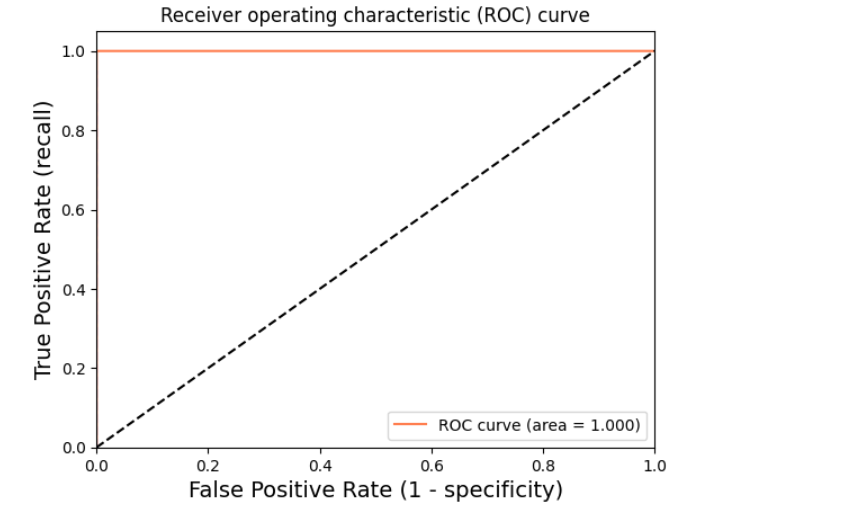 Receiver operating characteristic (ROC) curve
True Positive Rate (recall)
1.0
0.8
0.6
0.4
0.2
0.0
ROC curve (area = 1.000)
0.0 0.2 0.4 0.6 0.8 1.0
False Positive Rate (1 - specificity)